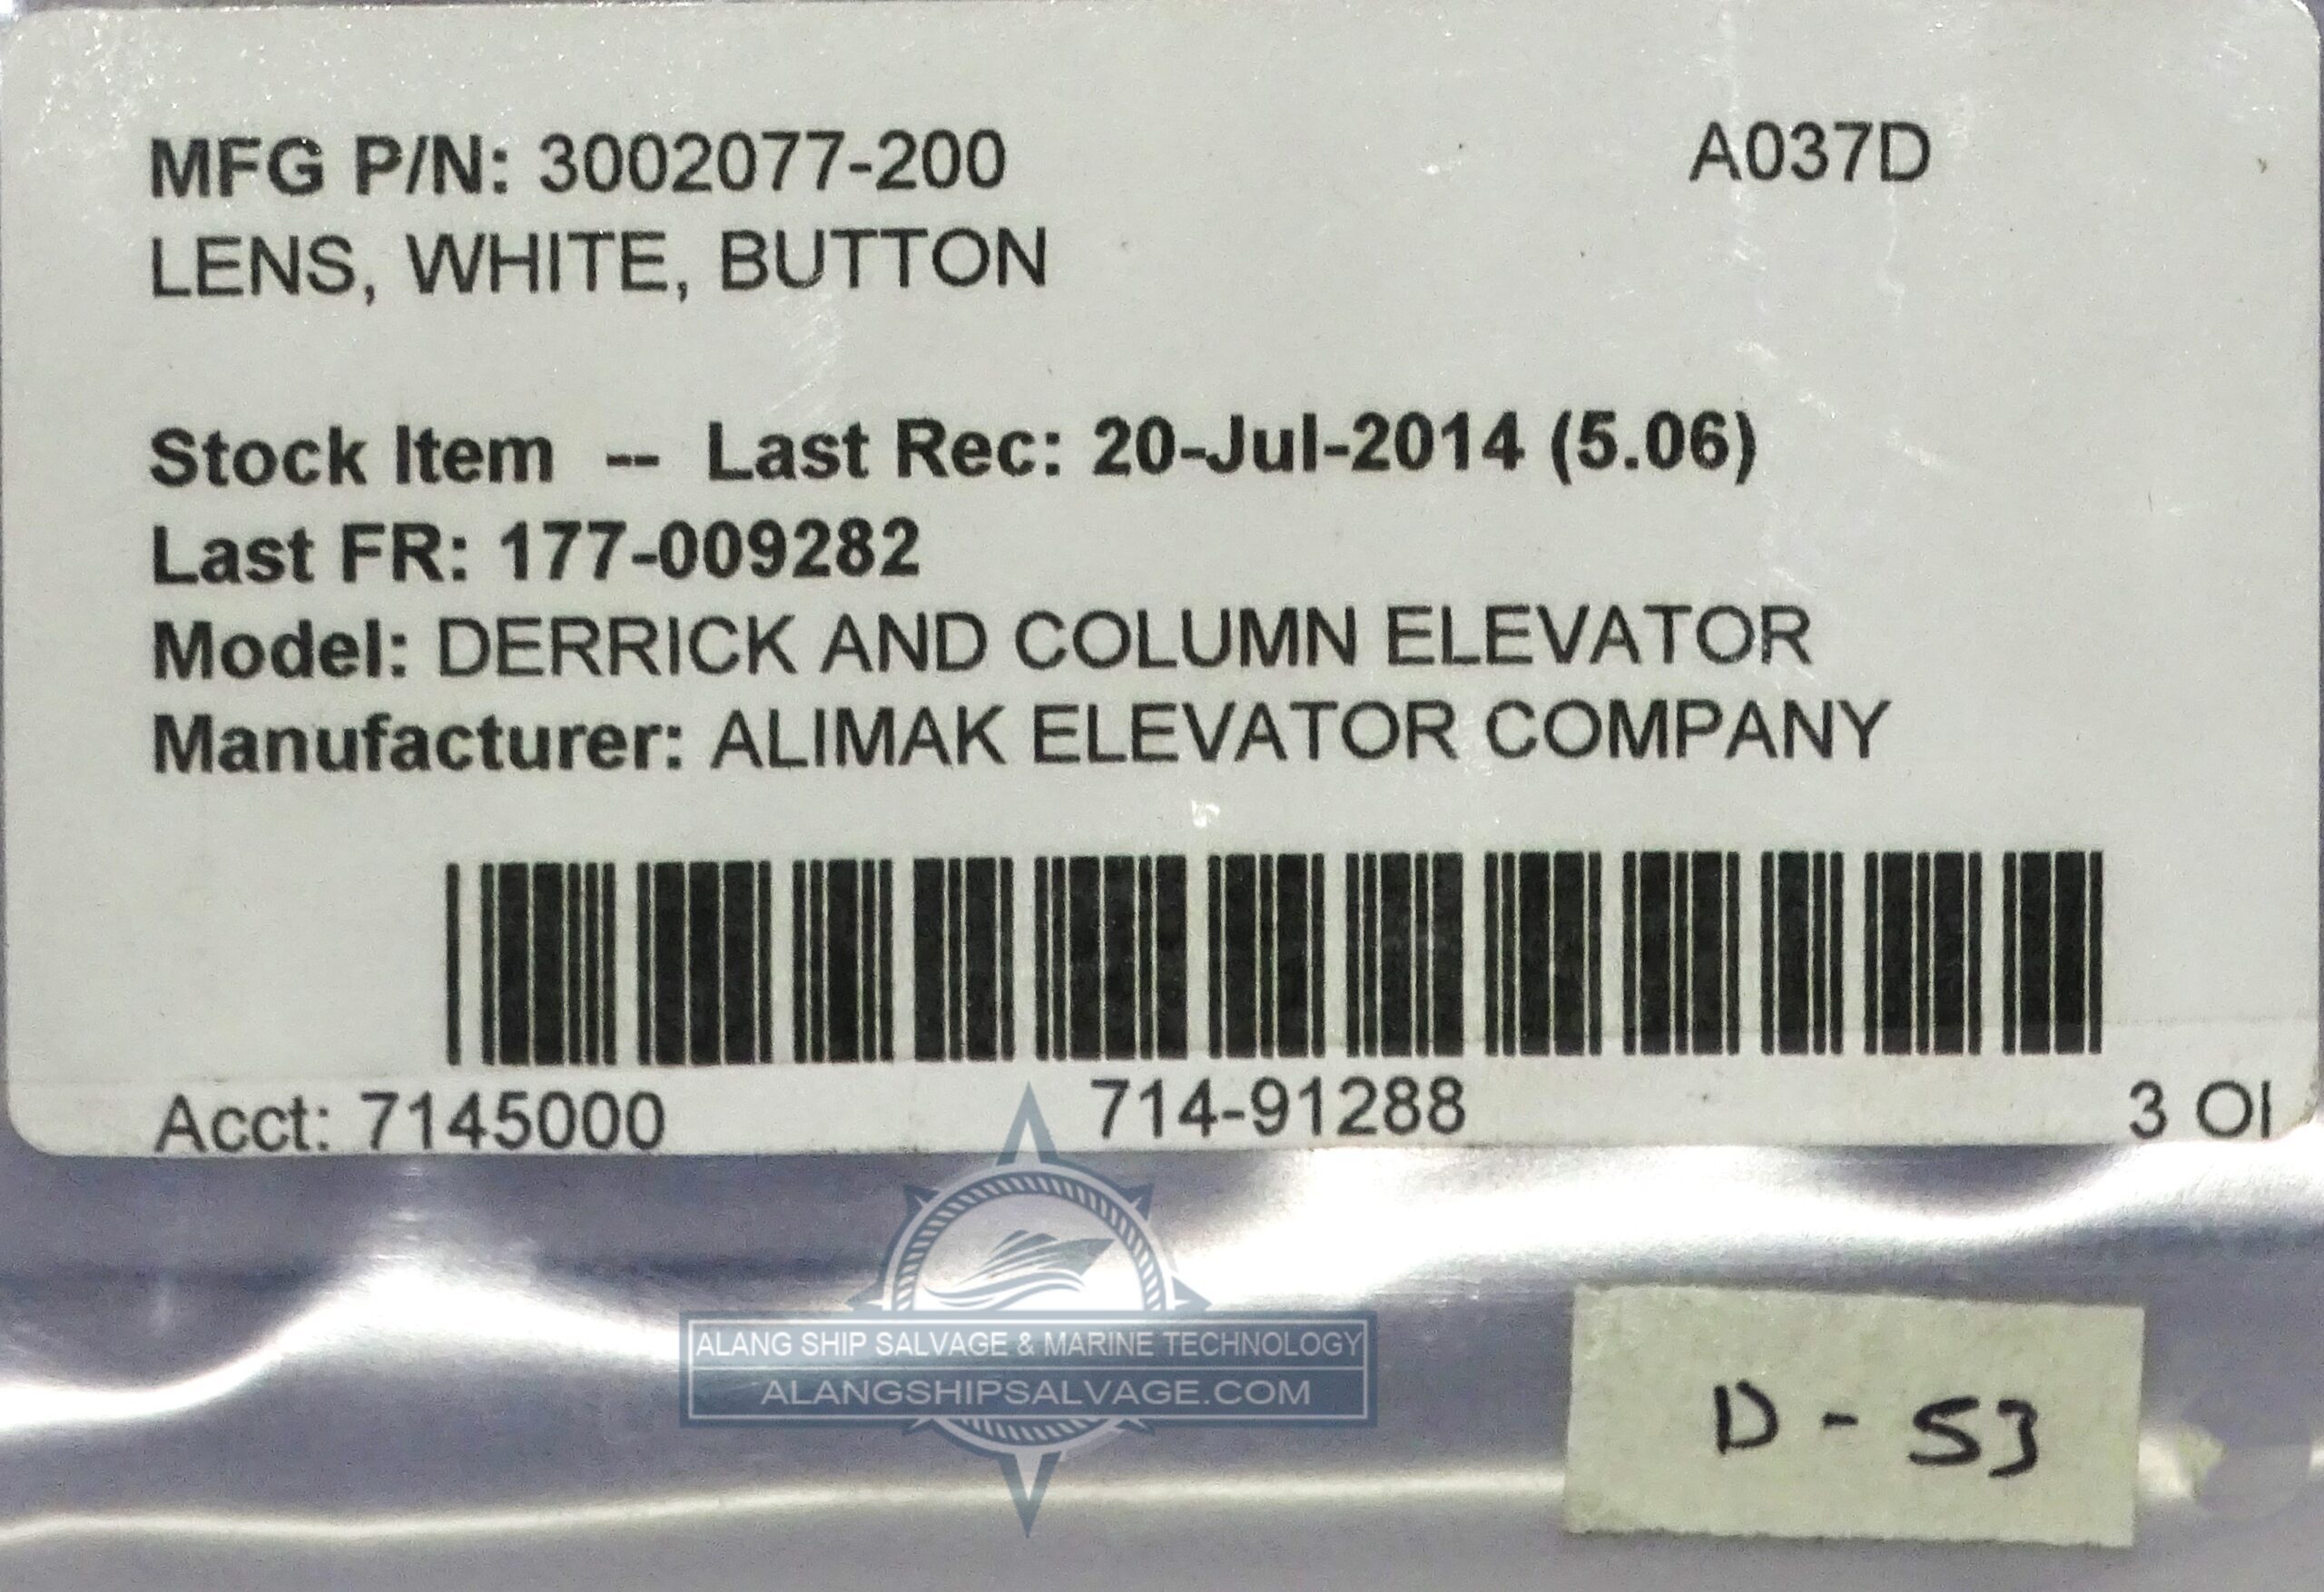 MFG P/N: 3002077-200 A037D
LENS, WHITE, BUTTON
Stock Item -- Last Rec: 20-Jul-2014 (5.06)
Last FR: 177-009282
Model: DERRICK AND COLUMN ELEVATOR
Manufacturer: ALIMAK ELEVATOR COMPANY
Acct: 7145000 714-91288 3 OI
ALANG SHIP SALVAGE & MARINE TECHNOLOGY
ALANGSHIPSALVAGE.COM
D - 53